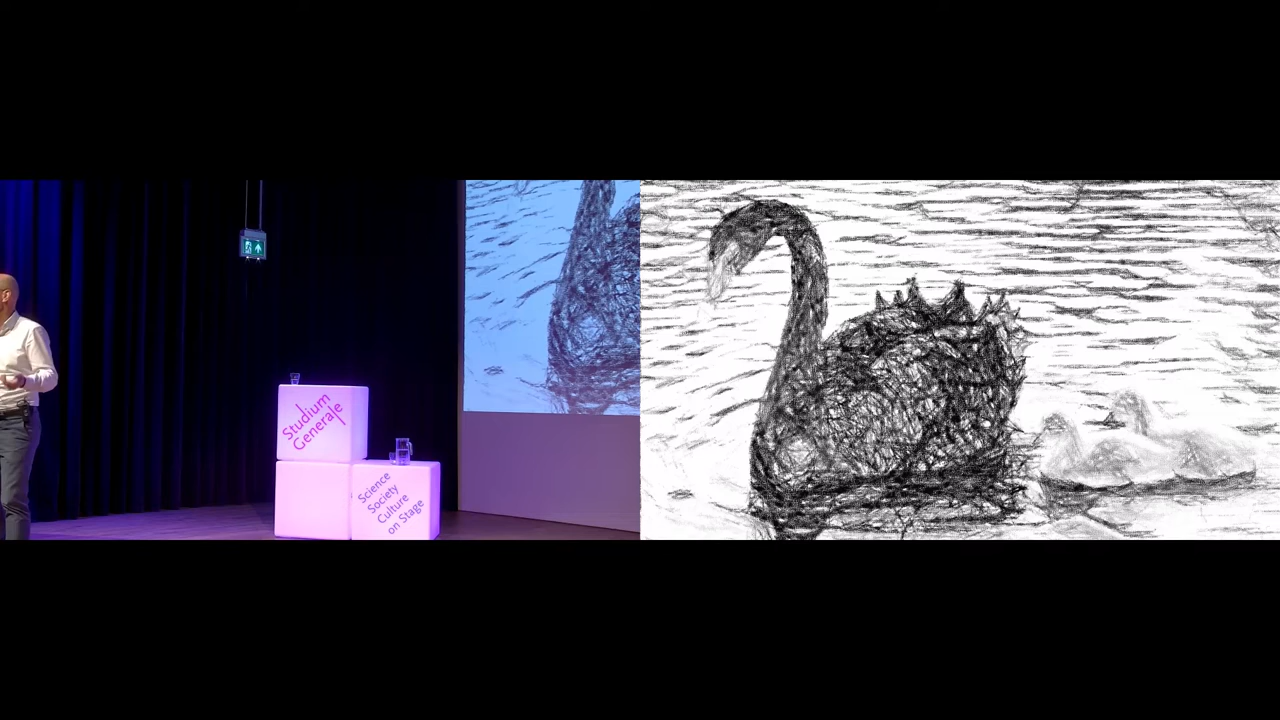 Studium
Generale
Science
Society
Culture
on Stage